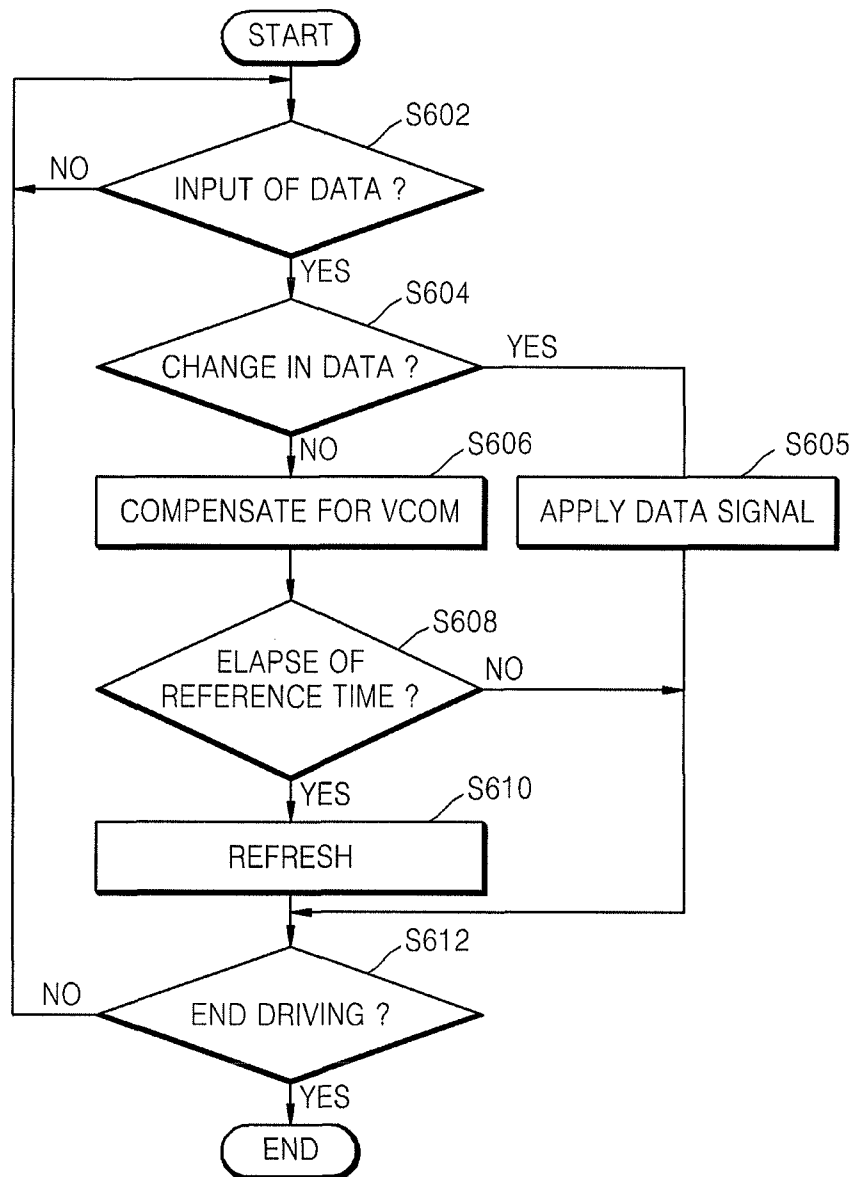 START
S602
NO
INPUT OF DATA ?
YES
S604
YES
CHANGE IN DATA ?
NO
S606
S605
COMPENSATE FOR VCOM
APPLY DATA SIGNAL
S608
ELAPSE OF
REFERENCE TIME ?
NO
YES
S610
REFRESH
S612
NO
END DRIVING ?
YES
END